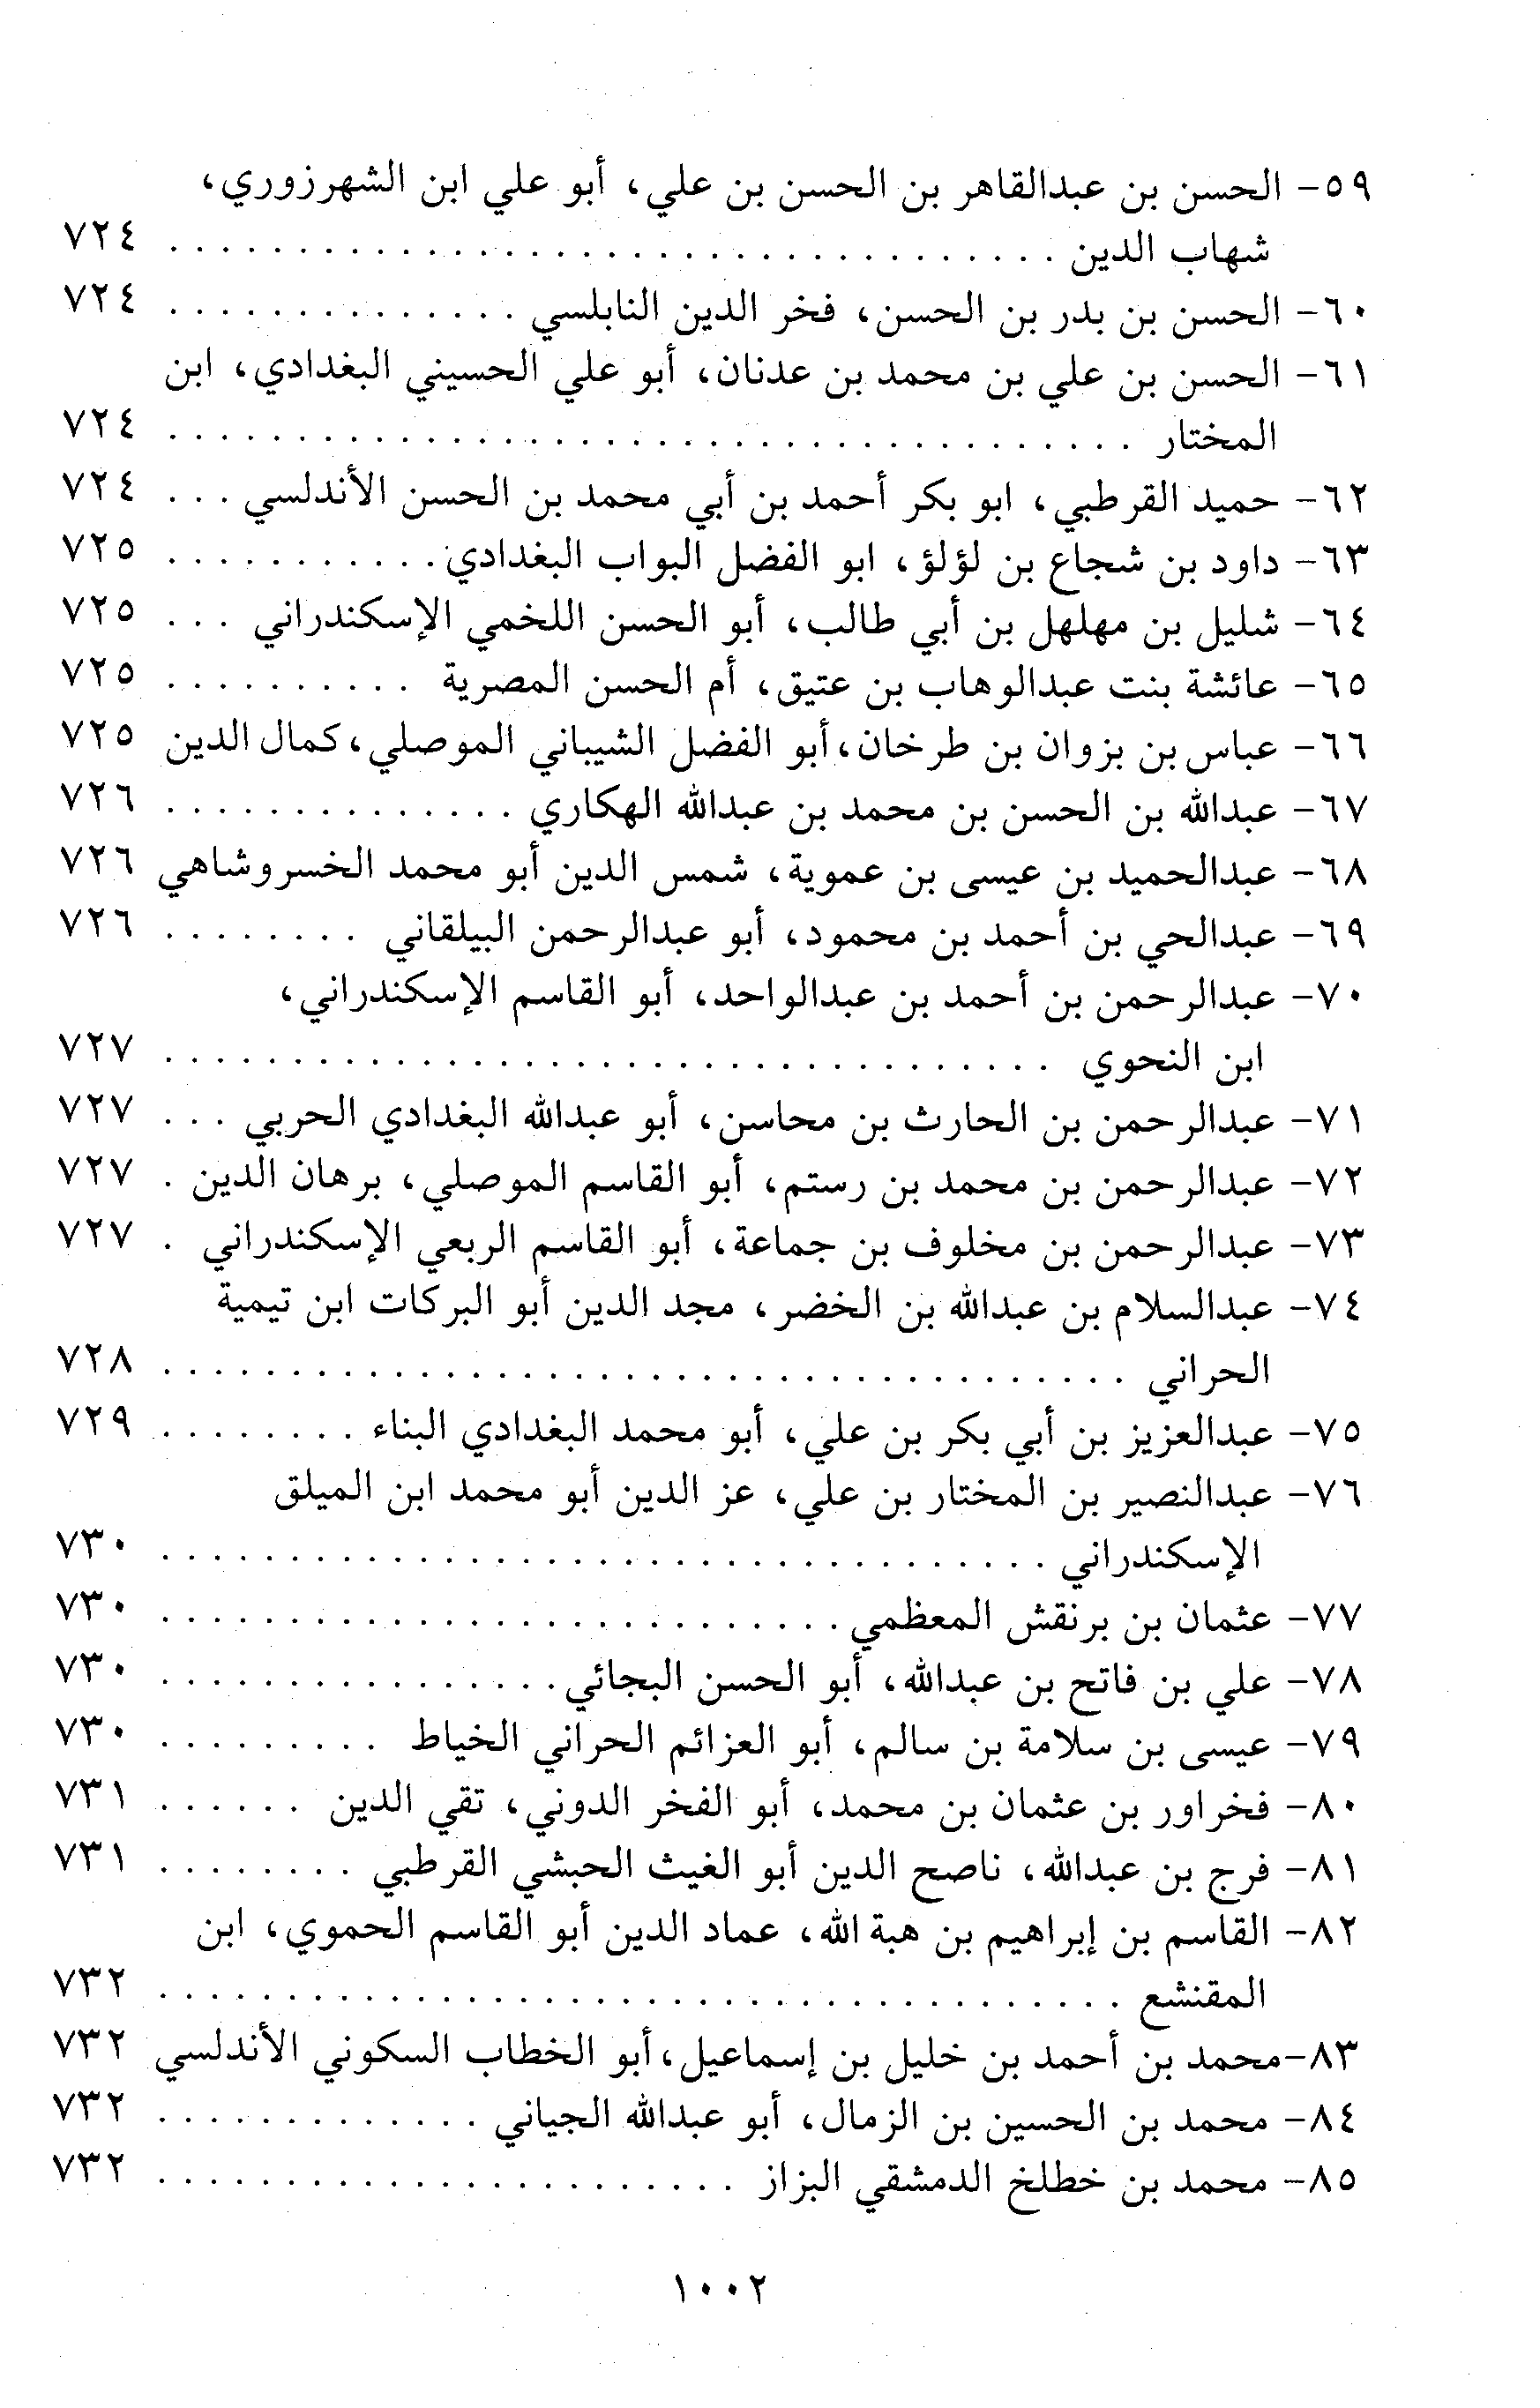 ٥٩- الحسن بن عبدالقاهر بن الحسن بن علي، أبو علي ابن الشهرزوري،
شهاب الدين . . . . . . . . . . . . . . . . . . . . . . . . . . . . . . . . . . . ٧٢٤
٦٠- الحسن بن بدر بن الحسن، فخر الدين النابلسي . . . . . . . . . . . . . . ٧٢٤
٦١- الحسن بن علي بن محمد بن عدنان، أبو علي الحسيني البغدادي، ابن
المختار . . . . . . . . . . . . . . . . . . . . . . . . . . . . . . . . . . . . . . ٧٢٤
٦٢- حميد القرطبي، ابو بكر أحمد بن أبي محمد بن الحسن الأندلسي . . . ٧٢٤
٦٣- داود بن شجاع بن لؤلؤ، ابو الفضل البواب البغدادي . . . . . . . . . . . ٧٢٥
٦٤- شليل بن مهلهل بن أبي طالب، أبو الحسن اللخمي الإسكندراني . . . ٧٢٥
٦٥- عائشة بنت عبدالوهاب بن عتيق، أم الحسن المصرية . . . . . . . . . . ٧٢٥
٦٦- عباس بن بزوان بن طرخان، أبو الفضل الشيباني الموصلي، كمال الدين ٧٢٥
٦٧- عبدالله بن الحسن بن محمد بن عبدالله الهكاري . . . . . . . . . . . . . . ٧٢٦
٦٨- عبدالحميد بن عيسى بن عموية، شمس الدين أبو محمد الخسروشاهي ٧٢٦
٦٩- عبدالحي بن أحمد بن محمود، أبو عبدالرحمن البيلقاني . . . . . . . . ٧٢٦
٧٠- عبدالرحمن بن أحمد بن عبدالواحد، أبو القاسم الإسكندراني،
ابن النحوي . . . . . . . . . . . . . . . . . . . . . . . . . . . . . . . . . . . ٧٢٧
٧١- عبدالرحمن بن الحارث بن محاسن، أبو عبدالله البغدادي الحربي . . . ٧٢٧
٧٢- عبدالرحمن بن محمد بن رستم، أبو القاسم الموصلي، برهان الدين . ٧٢٧
٧٣- عبدالرحمن بن مخلوف بن جماعة، أبو القاسم الربعي الإسكندراني . ٧٢٧
٧٤- عبدالسلام بن عبدالله بن الخضر، مجد الدين أبو البركات ابن تيمية
الحراني . . . . . . . . . . . . . . . . . . . . . . . . . . . . . . . . . . . . . . ٧٢٨
٧٥- عبدالعزيز بن أبي بكر بن علي، أبو محمد البغدادي البناء . . . . . . . . ٧٢٩
٧٦- عبدالنصير بن المختار بن علي، عز الدين أبو محمد ابن الميلق
الإسكندراني . . . . . . . . . . . . . . . . . . . . . . . . . . . . . . . . . . . ٧٣٠
٧٧- عثمان بن برنقش المعظمي . . . . . . . . . . . . . . . . . . . . . . . . . . . ٧٣٠
٧٨- علي بن فاتح بن عبدالله، أبو الحسن البجائي . . . . . . . . . . . . . . . . ٧٣٠
٧٩- عيسى بن سلامة بن سالم، أبو العزائم الحراني الخياط . . . . . . . . . ٧٣٠
٨٠- فخراور بن عثمان بن محمد، أبو الفخر الدوني، تقي الدين . . . . . . ٧٣١
٨١- فرج بن عبدالله، ناصح الدين أبو الغيث الحبشي القرطبي . . . . . . . . ٧٣١
٨٢- القاسم بن إبراهيم بن هبة الله، عماد الدين أبو القاسم الحموي، ابن
المقنشع . . . . . . . . . . . . . . . . . . . . . . . . . . . . . . . . . . . . . . ٧٣٢
٨٣- محمد بن أحمد بن خليل بن إسماعيل، أبو الخطاب السكوني الأندلسي ٧٣٢
٨٤- محمد بن الحسين بن الزمال، أبو عبدالله الجياني . . . . . . . . . . . . . ٧٣٢
٨٥- محمد بن خطلخ الدمشقي البزاز . . . . . . . . . . . . . . . . . . . . . . . ٧٣٢
١٠٠٢